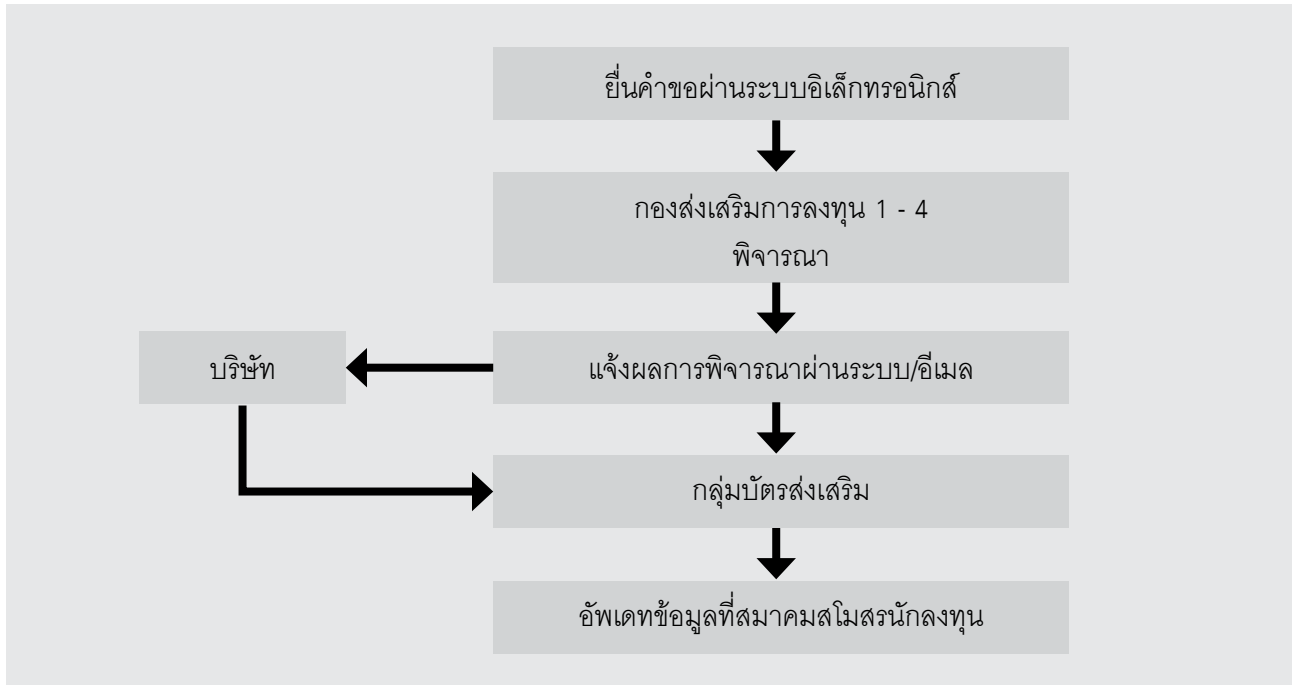 ยื่นคำขอผ่านระบบอิเล็กทรอนิกส์
กองส่งเสริมการลงทุน 1 - 4
พิจารณา
บริษัท
แจ้งผลการพิจารณาผ่านระบบ/อีเมล
กลุ่มบัตรส่งเสริม
อัพเดทข้อมูลที่สมาคมสโมสรนักลงทุน